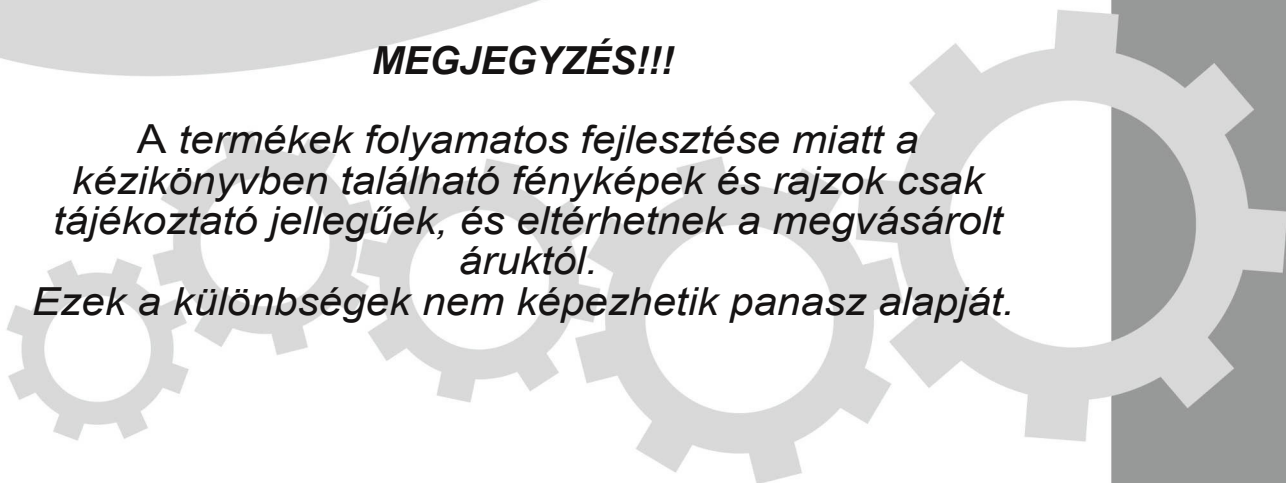 MEGJEGYZÉS!!!
A termékek folyamatos fejlesztése miatt a
kézikönyvben található fényképek és rajzok csak
tájékoztató jellegűek, és eltérhetnek a megvásárolt
áruktól.
Ezek a különbségek nem képezhetik panasz alapját.